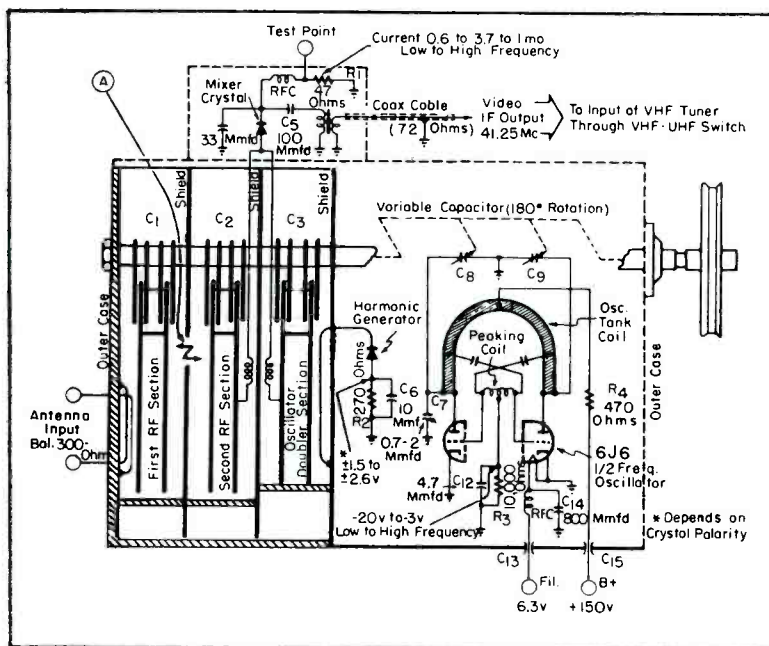 Test Point
Current 0.6 to 3.7 to 1mo
Low to High Frequency
A
RFC
R1
47
Ohms
Mixer
Crystal
C5
100
Mmfd
33 Mmfd
Coax Cable
(72 Ohms)
Video
IF Output
41.25 Mc
To Input of VHF Tuner
Through VHF-UHF Switch
Shield
Shield
Shield
C1
C2
C3
Variable Capacitor (180° Rotation)
C8
C9
Outer Case
Harmonic
Generator
Osc.
Tank
Coil
Peaking
Coil
Outer Case
First RF Section
Second RF Section
Oscillator
Doubler Section
Antenna
Input
Bal. 300-
Ohm
270 Ohms
R2
C6
10
Mmfd
C7
0.7-2
Mmfd
*
±1.5 to
±2.6v
R4
470
Ohms
6J6
1/2 Freq.
Oscillator
4.7
Mmfd
C12
R3
10,000
Ohms
RFC
C14
800 Mmfd
-20v to -3v
Low to High Frequency
* Depends on
Crystal Polarity
C13
C15
Fil.
6.3v
B+
+150v